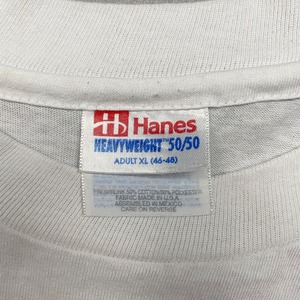 Hanes
HEAVYWEIGHT 50/50
ADULT XL (46-48)
50% COTTON/50% POLYESTER
FABRIC MADE IN U.S.A.
ASSEMBLED IN MEXICO
CARE ON REVERSE